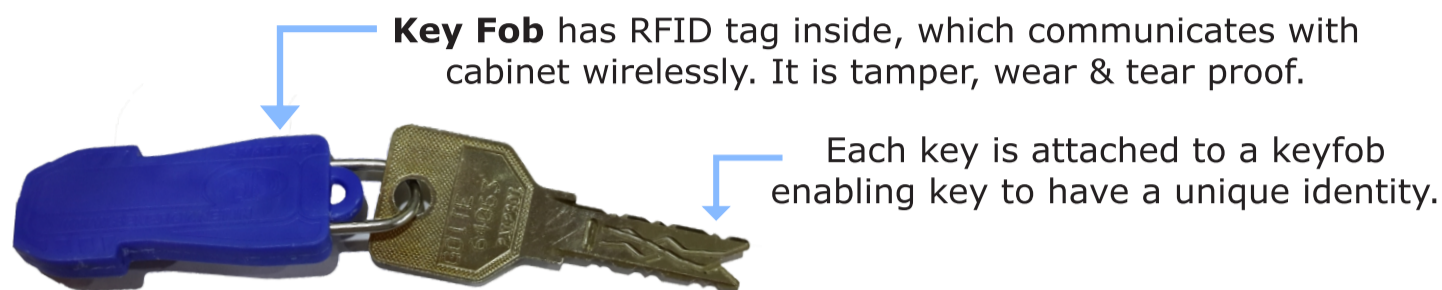 Key Fob has RFID tag inside, which communicates with
cabinet wirelessly. It is tamper, wear & tear proof.
Each key is attached to a keyfob
enabling key to have a unique identity.
64053